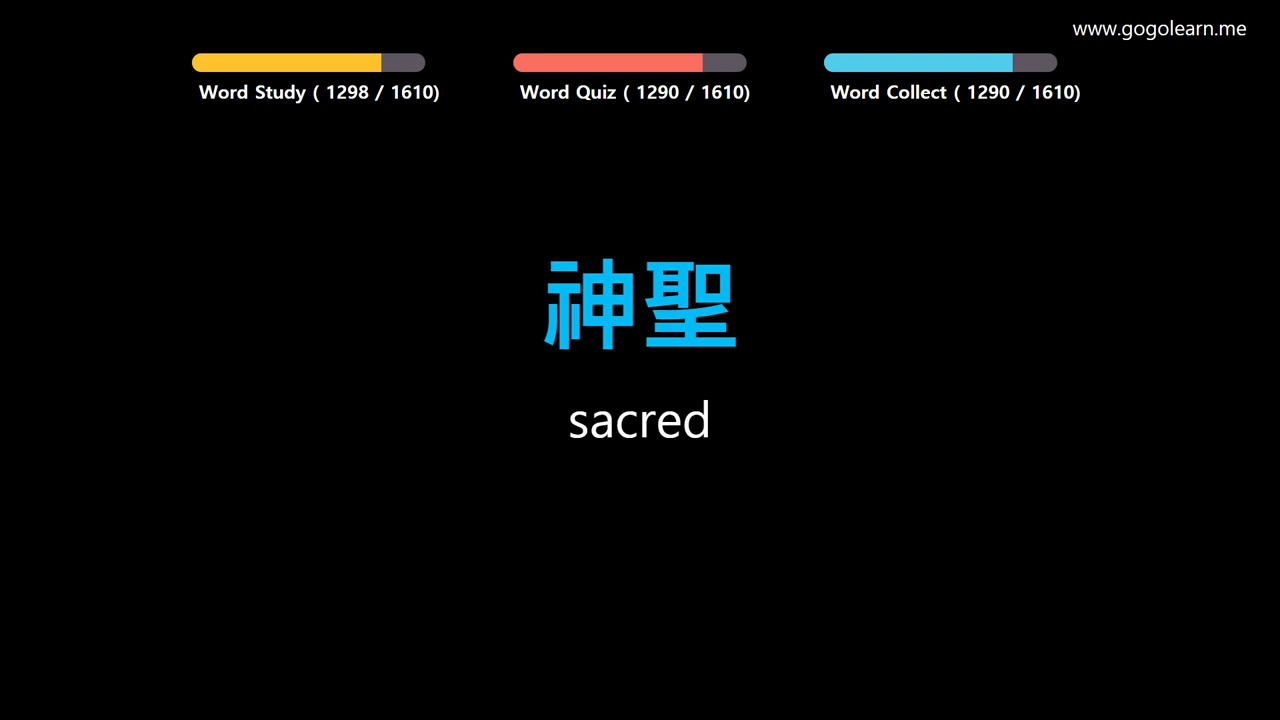 www.gogolearn.me
Word Study ( 1298 / 1610)
Word Quiz ( 1290 / 1610)
Word Collect ( 1290 / 1610)
神聖
sacred